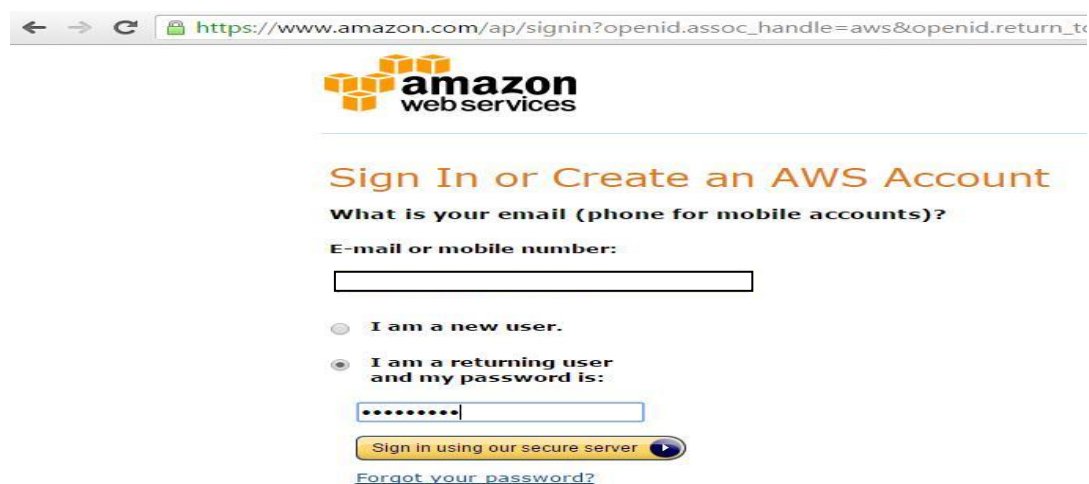 https://www.amazon.com/ap/signin?openid.assoc_handle=aws&openid.return_to
amazon
web services
Sign In or Create an AWS Account
What is your email (phone for mobile accounts)?
E-mail or mobile number:
I am a new user.
I am a returning user
and my password is:
•••••••••
Sign in using our secure server
Forgot your password?